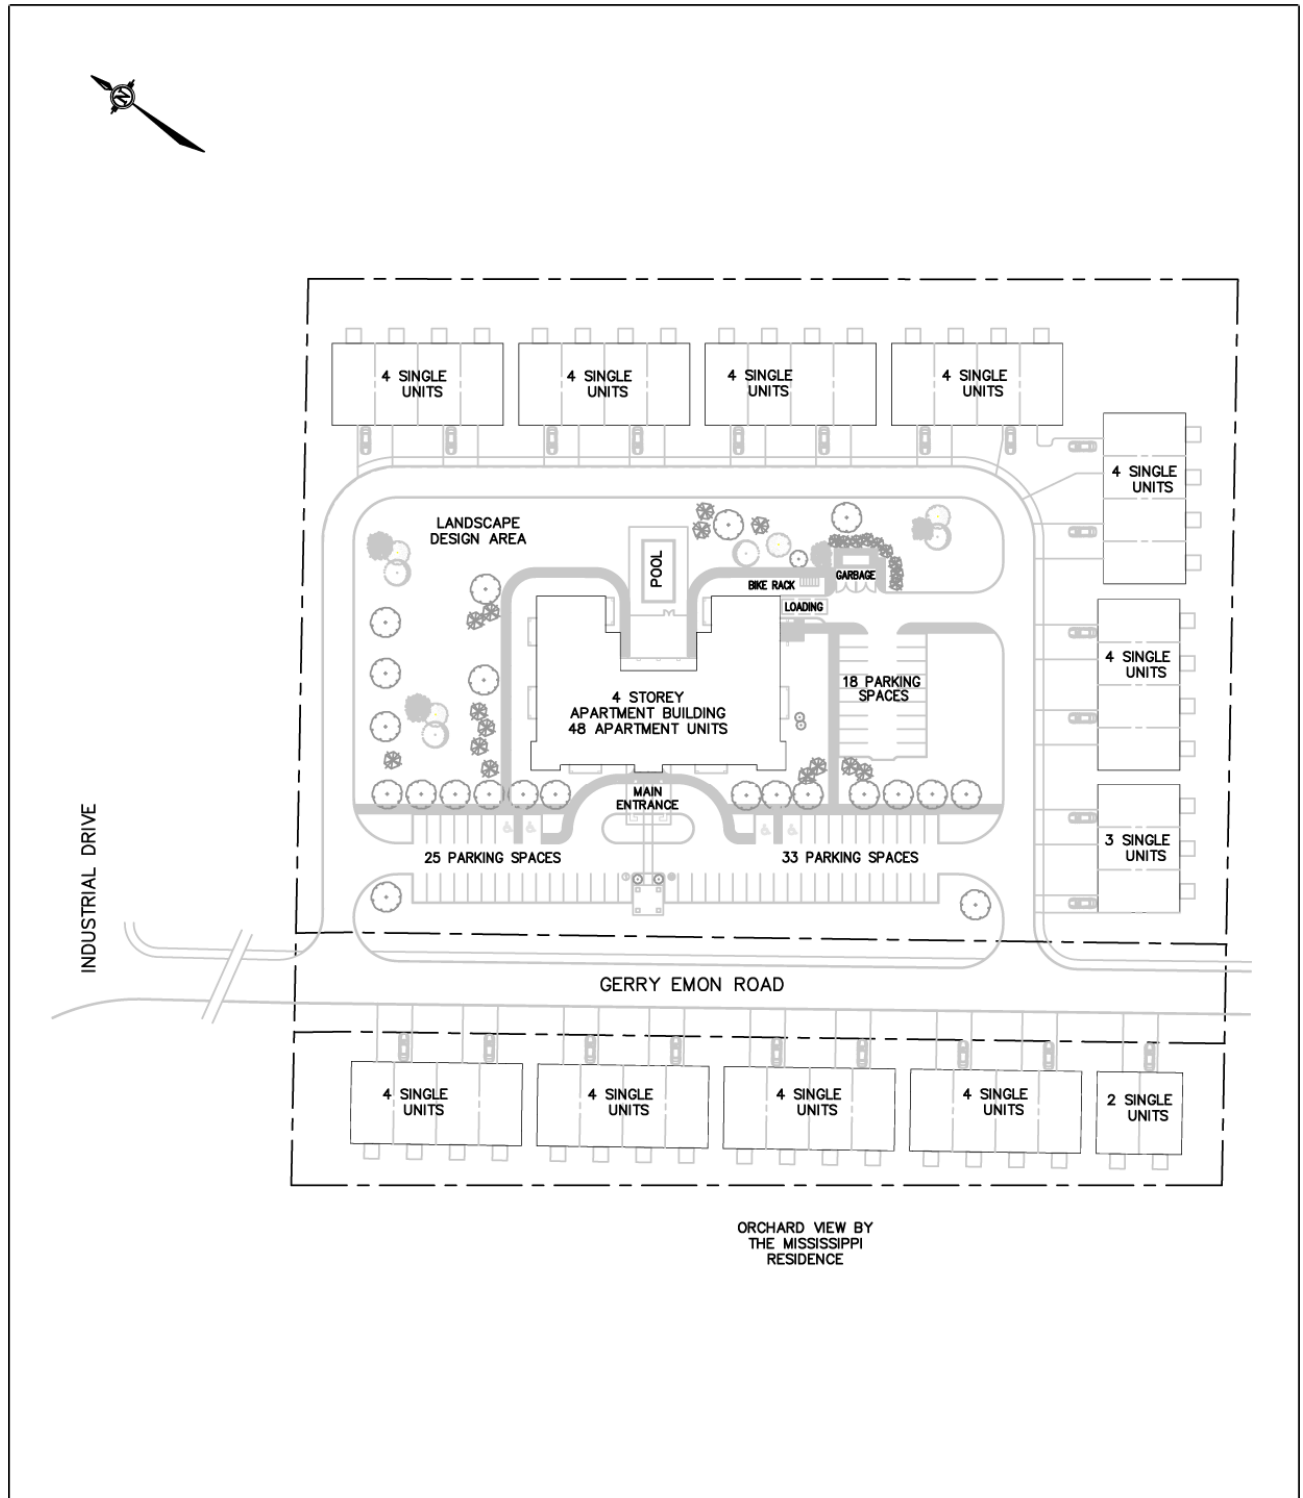 N
4 SINGLE
UNITS
4 SINGLE
UNITS
4 SINGLE
UNITS
4 SINGLE
UNITS
4 SINGLE
UNITS
LANDSCAPE
DESIGN AREA
POOL
BIKE RACK
GARBAGE
LOADING
4 SINGLE
UNITS
18 PARKING
SPACES
4 STOREY
APARTMENT BUILDING
48 APARTMENT UNITS
MAIN
ENTRANCE
3 SINGLE
UNITS
25 PARKING SPACES
33 PARKING SPACES
INDUSTRIAL DRIVE
GERRY EMON ROAD
4 SINGLE
UNITS
4 SINGLE
UNITS
4 SINGLE
UNITS
4 SINGLE
UNITS
2 SINGLE
UNITS
ORCHARD VIEW BY
THE MISSISSIPPI
RESIDENCE